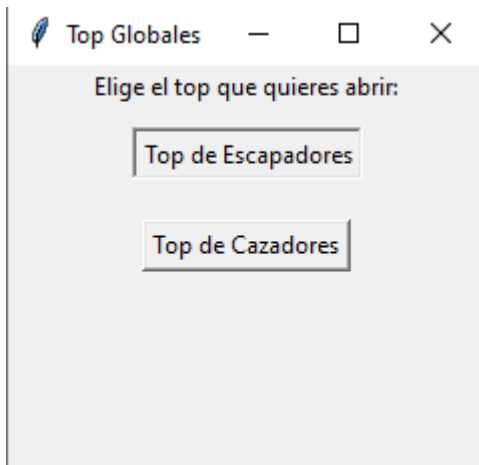 Top Globales
Elige el top que quieres abrir:
Top de Escapadores
Top de Cazadores